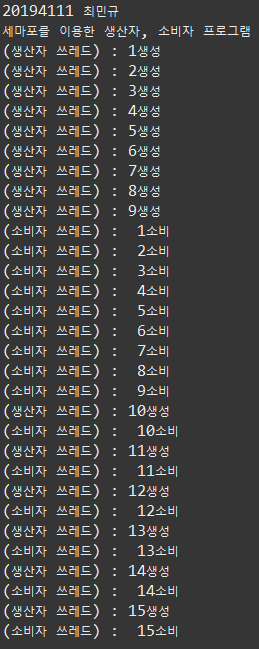 20194111 최민규
세마포를 이용한 생산자, 소비자 프로그램
(생산자 쓰레드) : 1생성
(생산자 쓰레드) : 2생성
(생산자 쓰레드) : 3생성
(생산자 쓰레드) : 4생성
(생산자 쓰레드) : 5생성
(생산자 쓰레드) : 6생성
(생산자 쓰레드) : 7생성
(생산자 쓰레드) : 8생성
(생산자 쓰레드) : 9생성
(소비자 쓰레드) :  1소비
(소비자 쓰레드) :  2소비
(소비자 쓰레드) :  3소비
(소비자 쓰레드) :  4소비
(소비자 쓰레드) :  5소비
(소비자 쓰레드) :  6소비
(소비자 쓰레드) :  7소비
(소비자 쓰레드) :  8소비
(소비자 쓰레드) :  9소비
(생산자 쓰레드) : 10생성
(소비자 쓰레드) :  10소비
(생산자 쓰레드) : 11생성
(소비자 쓰레드) :  11소비
(생산자 쓰레드) : 12생성
(소비자 쓰레드) :  12소비
(생산자 쓰레드) : 13생성
(소비자 쓰레드) :  13소비
(생산자 쓰레드) : 14생성
(소비자 쓰레드) :  14소비
(생산자 쓰레드) : 15생성
(소비자 쓰레드) :  15소비